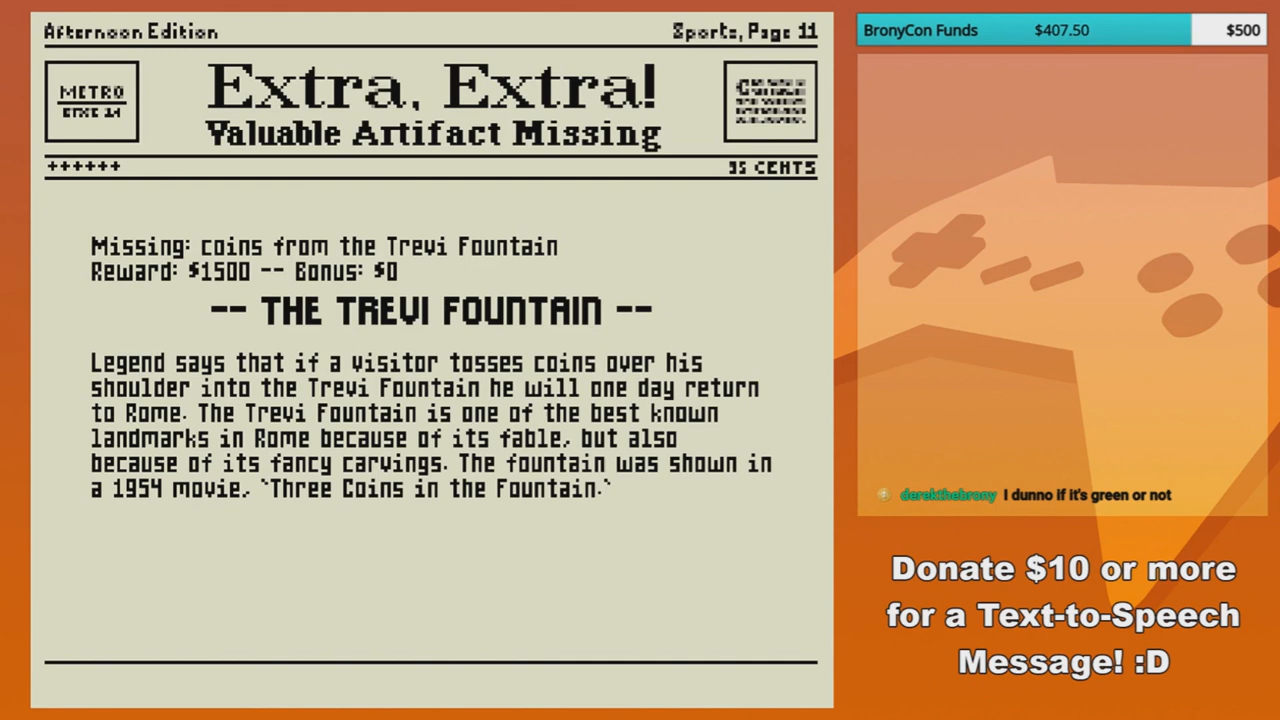 Afternoon Edition
Sports, Page 11
METRO
Extra, Extra!
Valuable Artifact Missing
++++++
35 CENTS
Missing: coins from the Trevi Fountain
Reward: $1500 -- Bonus: $0
-- THE TREVI FOUNTAIN --
Legend says that if a visitor tosses coins over his
shoulder into the Trevi Fountain he will one day return
to Rome. The Trevi Fountain is one of the best known
landmarks in Rome because of its fable, but also
because of its fancy carvings. The fountain was shown in
a 1954 movie, `Three Coins in the Fountain.`
BronyCon Funds $407.50 $500
derekthebrony I dunno if it's green or not
Donate $10 or more
for a Text-to-Speech
Message! :D